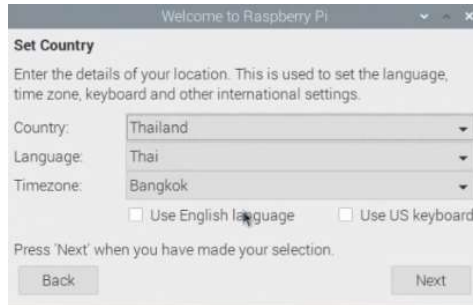 Welcome to Raspberry Pi
Set Country
Enter the details of your location. This is used to set the language,
time zone, keyboard and other international settings.
Country: Thailand
Language: Thai
Timezone: Bangkok
Use English language Use US keyboard
Press 'Next' when you have made your selection.
Back Next